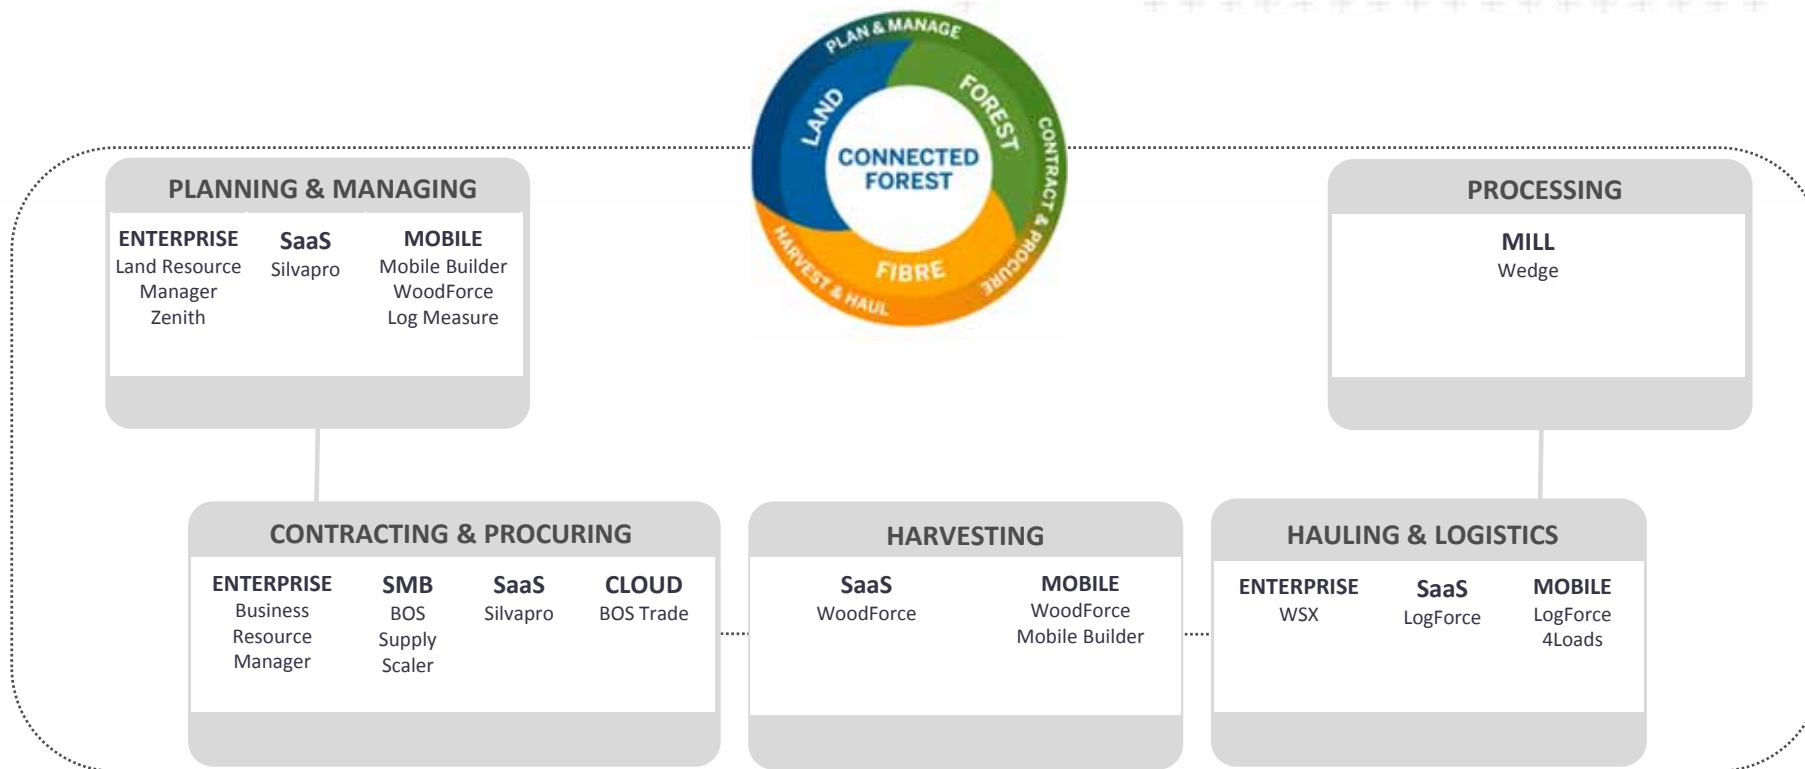 PLAN & MANAGE
LAND
FOREST
CONNECTED
FOREST
CONTRACT & PROCURE
FIBRE
HARVEST & HAUL
PLANNING & MANAGING
ENTERPRISE
Land Resource
Manager
Zenith
SaaS
Silvapro
MOBILE
Mobile Builder
WoodForce
Log Measure
PROCESSING
MILL
Wedge
CONTRACTING & PROCURING
ENTERPRISE
Business
Resource
Manager
SMB
BOS
Supply
Scaler
SaaS
Silvapro
CLOUD
BOS Trade
HARVESTING
SaaS
WoodForce
MOBILE
WoodForce
Mobile Builder
HAULING & LOGISTICS
ENTERPRISE
WSX
SaaS
LogForce
MOBILE
LogForce
4Loads